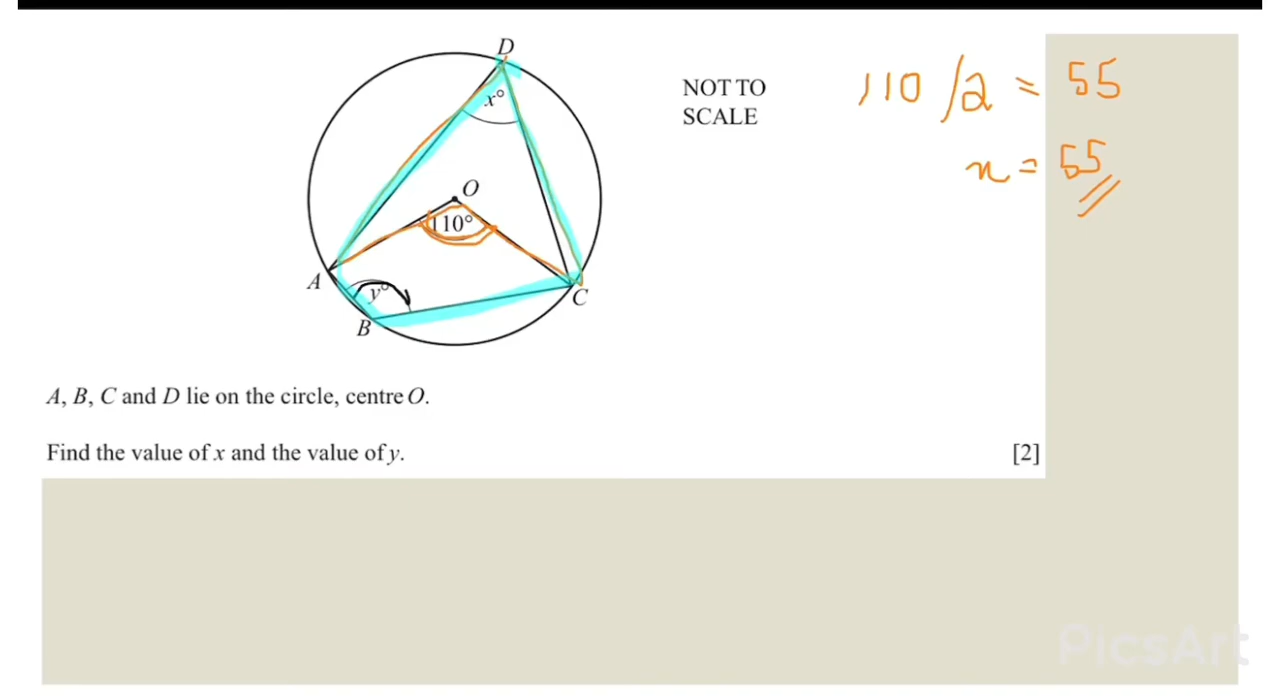 D
x°
NOT TO
SCALE
110 / 2 = 55
x = 55
O
110°
A
y°
B
C
A, B, C and D lie on the circle, centre O.
Find the value of x and the value of y.
[2]
PicsArt